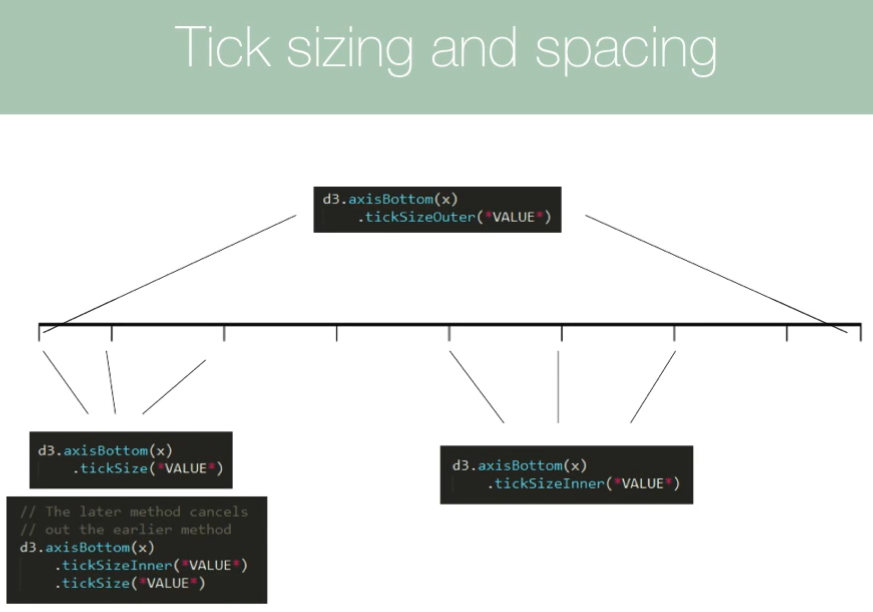 Tick sizing and spacing
d3.axisBottom(x)
.tickSizeOuter(*VALUE*)
d3.axisBottom(x)
.tickSize(*VALUE*)
// The later method cancels
// out the earlier method
d3.axisBottom(x)
.tickSizeInner(*VALUE*)
.tickSize(*VALUE*)
d3.axisBottom(x)
.tickSizeInner(*VALUE*)